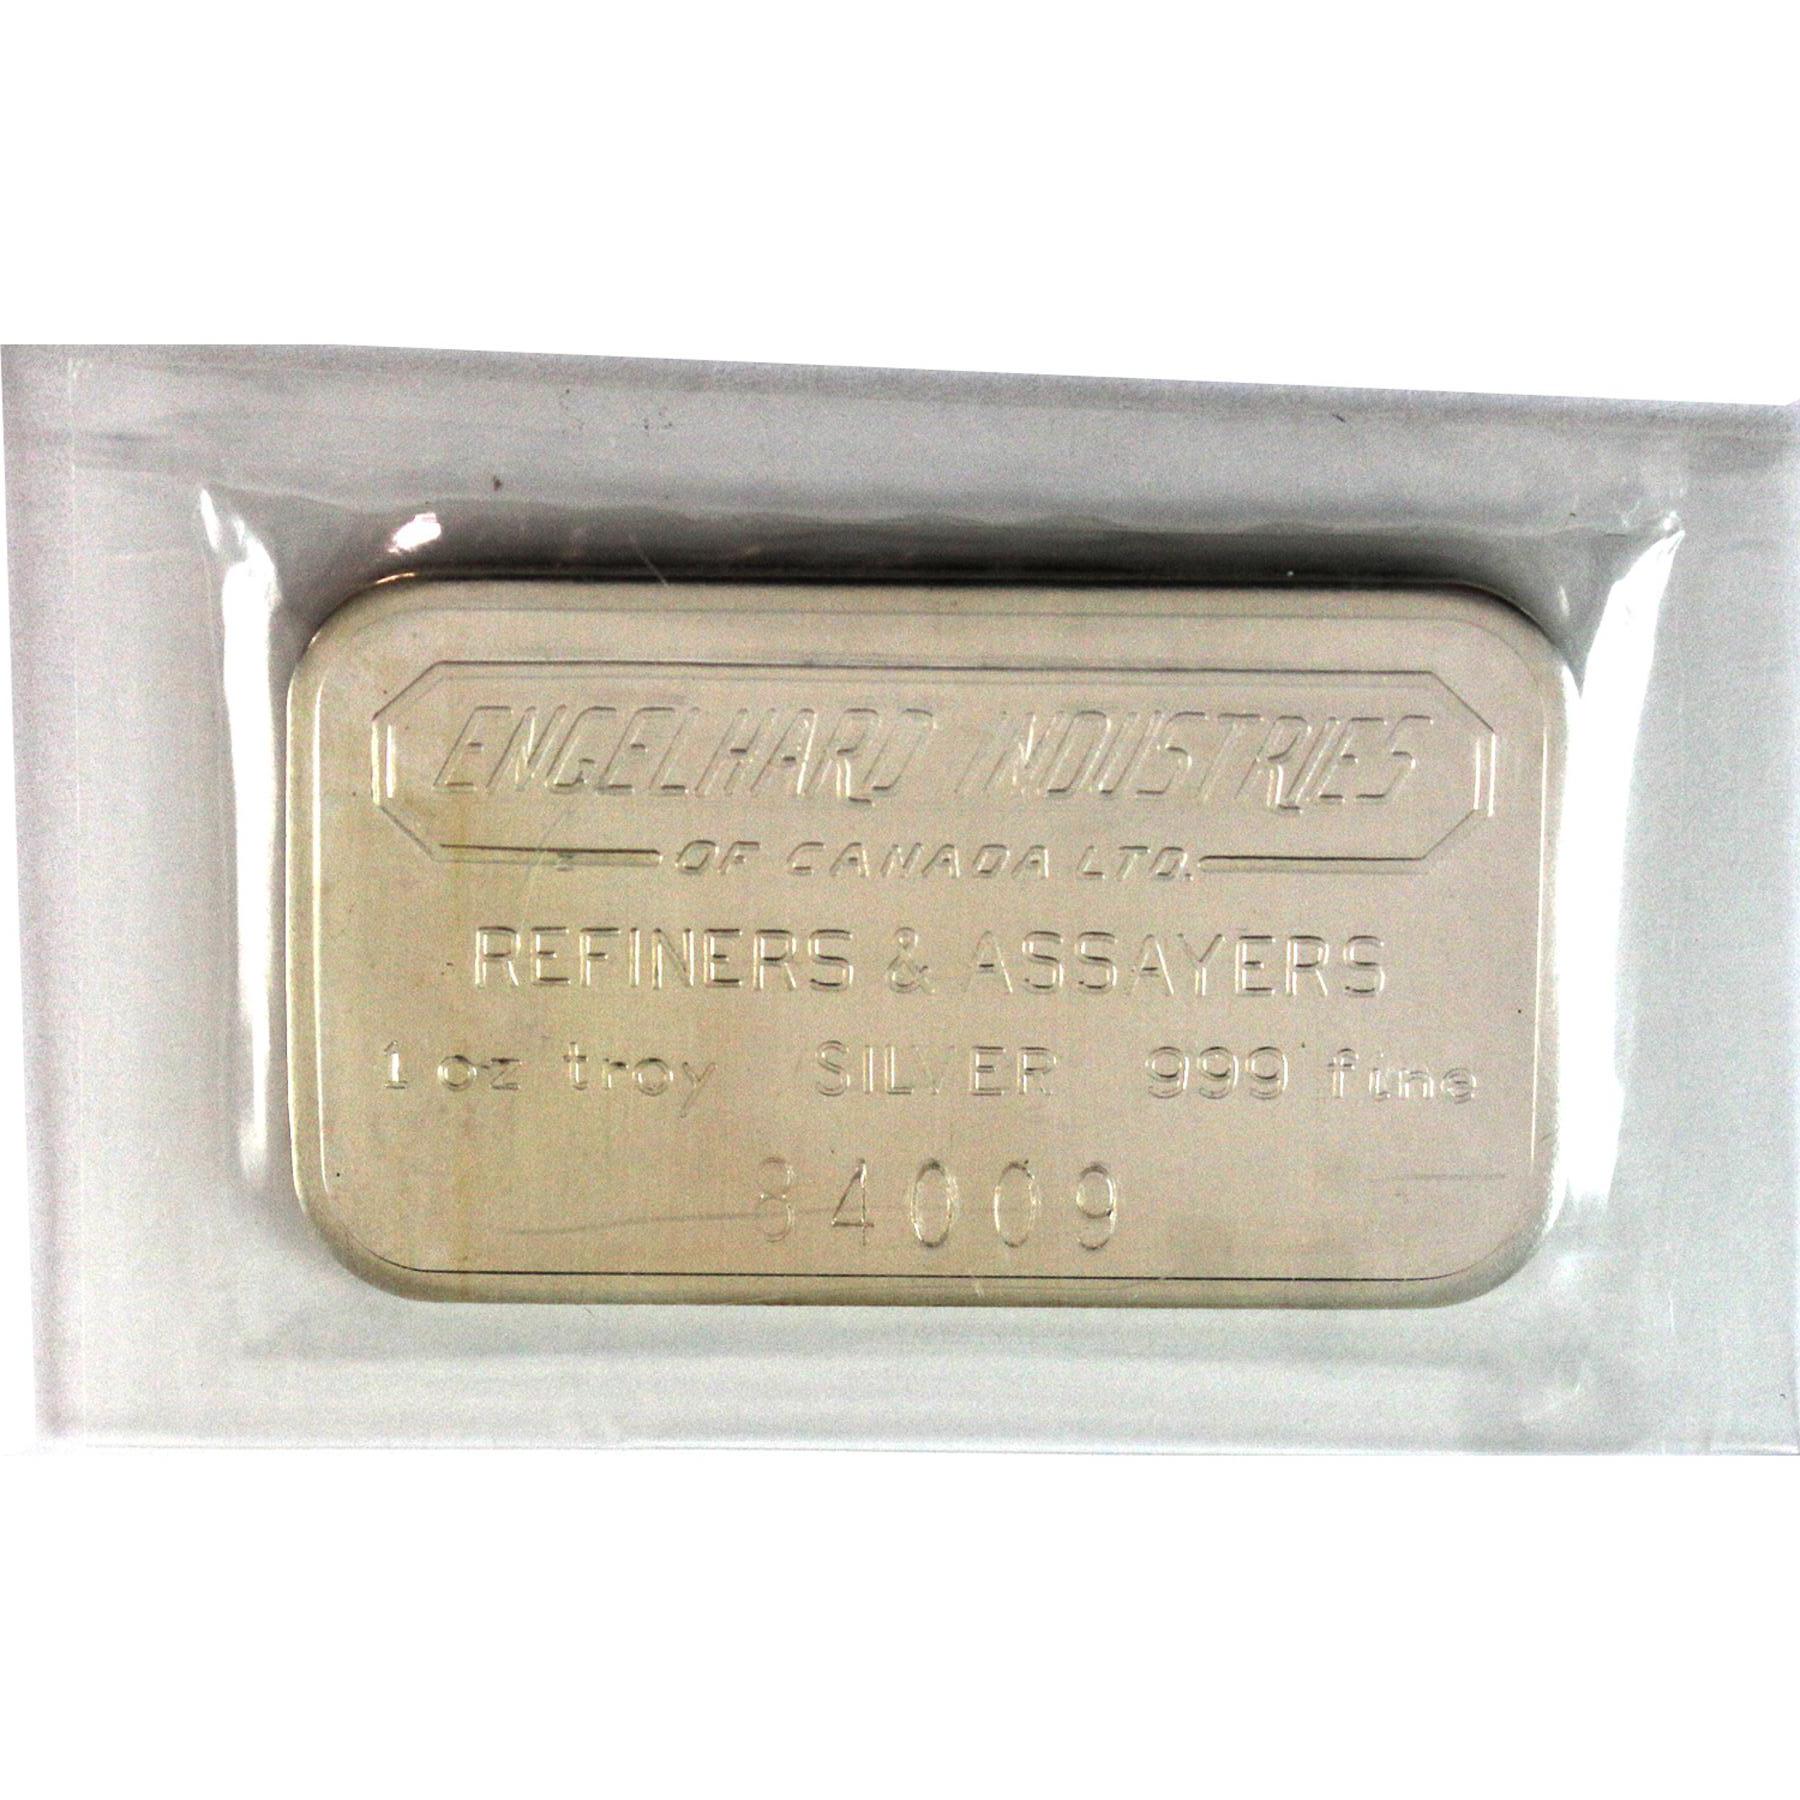 ENGELHARD INDUSTRIES
OF CANADA LTD.
REFINERS & ASSAYERS
1 oz troy SILVER 999 fine
84009